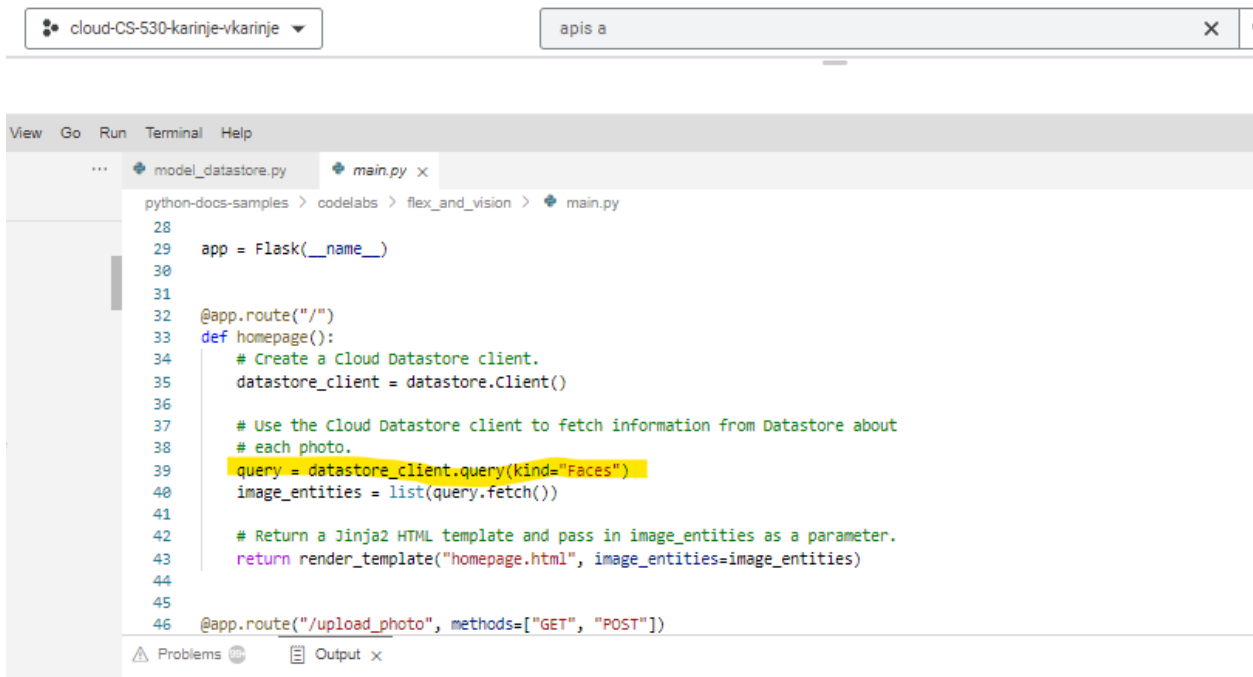 cloud-CS-530-karinje-vkarinje
apis a
View Go Run Terminal Help
... model_datastore.py main.py
python-docs-samples > codelabs > flex_and_vision > main.py
28
29 app = Flask(__name__)
30
31
32 @app.route("/")
33 def homepage():
34     # Create a Cloud Datastore client.
35     datastore_client = datastore.Client()
36
37     # Use the Cloud Datastore client to fetch information from Datastore about
38     # each photo.
39     query = datastore_client.query(kind="Faces")
40     image_entities = list(query.fetch())
41
42     # Return a Jinja2 HTML template and pass in image_entities as a parameter.
43     return render_template("homepage.html", image_entities=image_entities)
44
45
46 @app.route("/upload_photo", methods=["GET", "POST"])
Problems 99+ Output